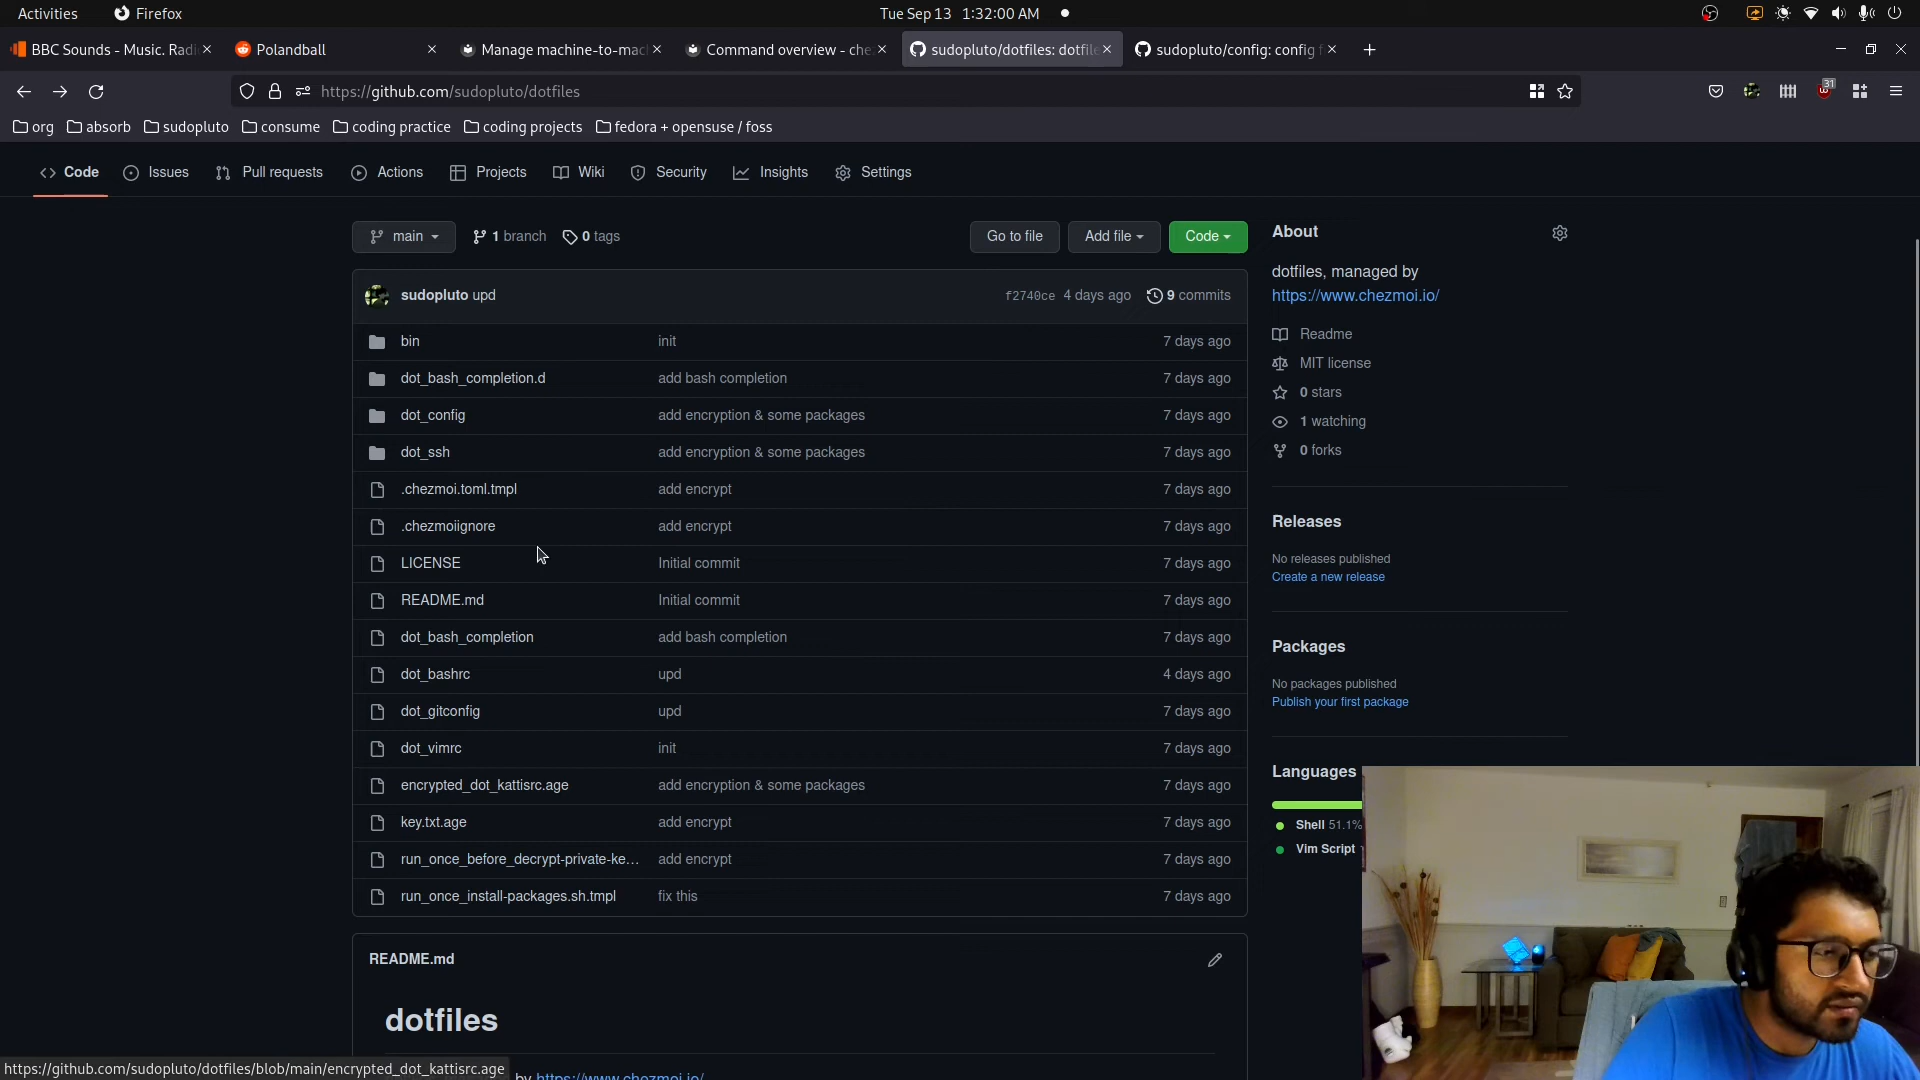 Activities
Firefox
Tue Sep 13 1:32:00 AM
BBC Sounds - Music. Rad
Polandball
Manage machine-to-mac
Command overview - che
sudopluto/dotfiles: dotfile
sudopluto/config: config f
https://github.com/sudopluto/dotfiles
31
org
absorb
sudopluto
consume
coding practice
coding projects
fedora + opensuse / foss
Code
Issues
Pull requests
Actions
Projects
Wiki
Security
Insights
Settings
main
1 branch
0 tags
Go to file
Add file
Code
sudopluto upd
f2740ce 4 days ago
9 commits
bin init 7 days ago
dot_bash_completion.d add bash completion 7 days ago
dot_config add encryption & some packages 7 days ago
dot_ssh add encryption & some packages 7 days ago
.chezmoi.toml.tmpl add encrypt 7 days ago
.chezmoiignore add encrypt 7 days ago
LICENSE Initial commit 7 days ago
README.md Initial commit 7 days ago
dot_bash_completion add bash completion 7 days ago
dot_bashrc upd 4 days ago
dot_gitconfig upd 7 days ago
dot_vimrc init 7 days ago
encrypted_dot_kattisrc.age add encryption & some packages 7 days ago
key.txt.age add encrypt 7 days ago
run_once_before_decrypt-private-ke... add encrypt 7 days ago
run_once_install-packages.sh.tmpl fix this 7 days ago
README.md
dotfiles
by https://www.chezmoi.io/
About
dotfiles, managed by
https://www.chezmoi.io/
Readme
MIT license
0 stars
1 watching
0 forks
Releases
No releases published
Create a new release
Packages
No packages published
Publish your first package
Languages
Shell 51.1%
Vim Script
https://github.com/sudopluto/dotfiles/blob/main/encrypted_dot_kattisrc.age